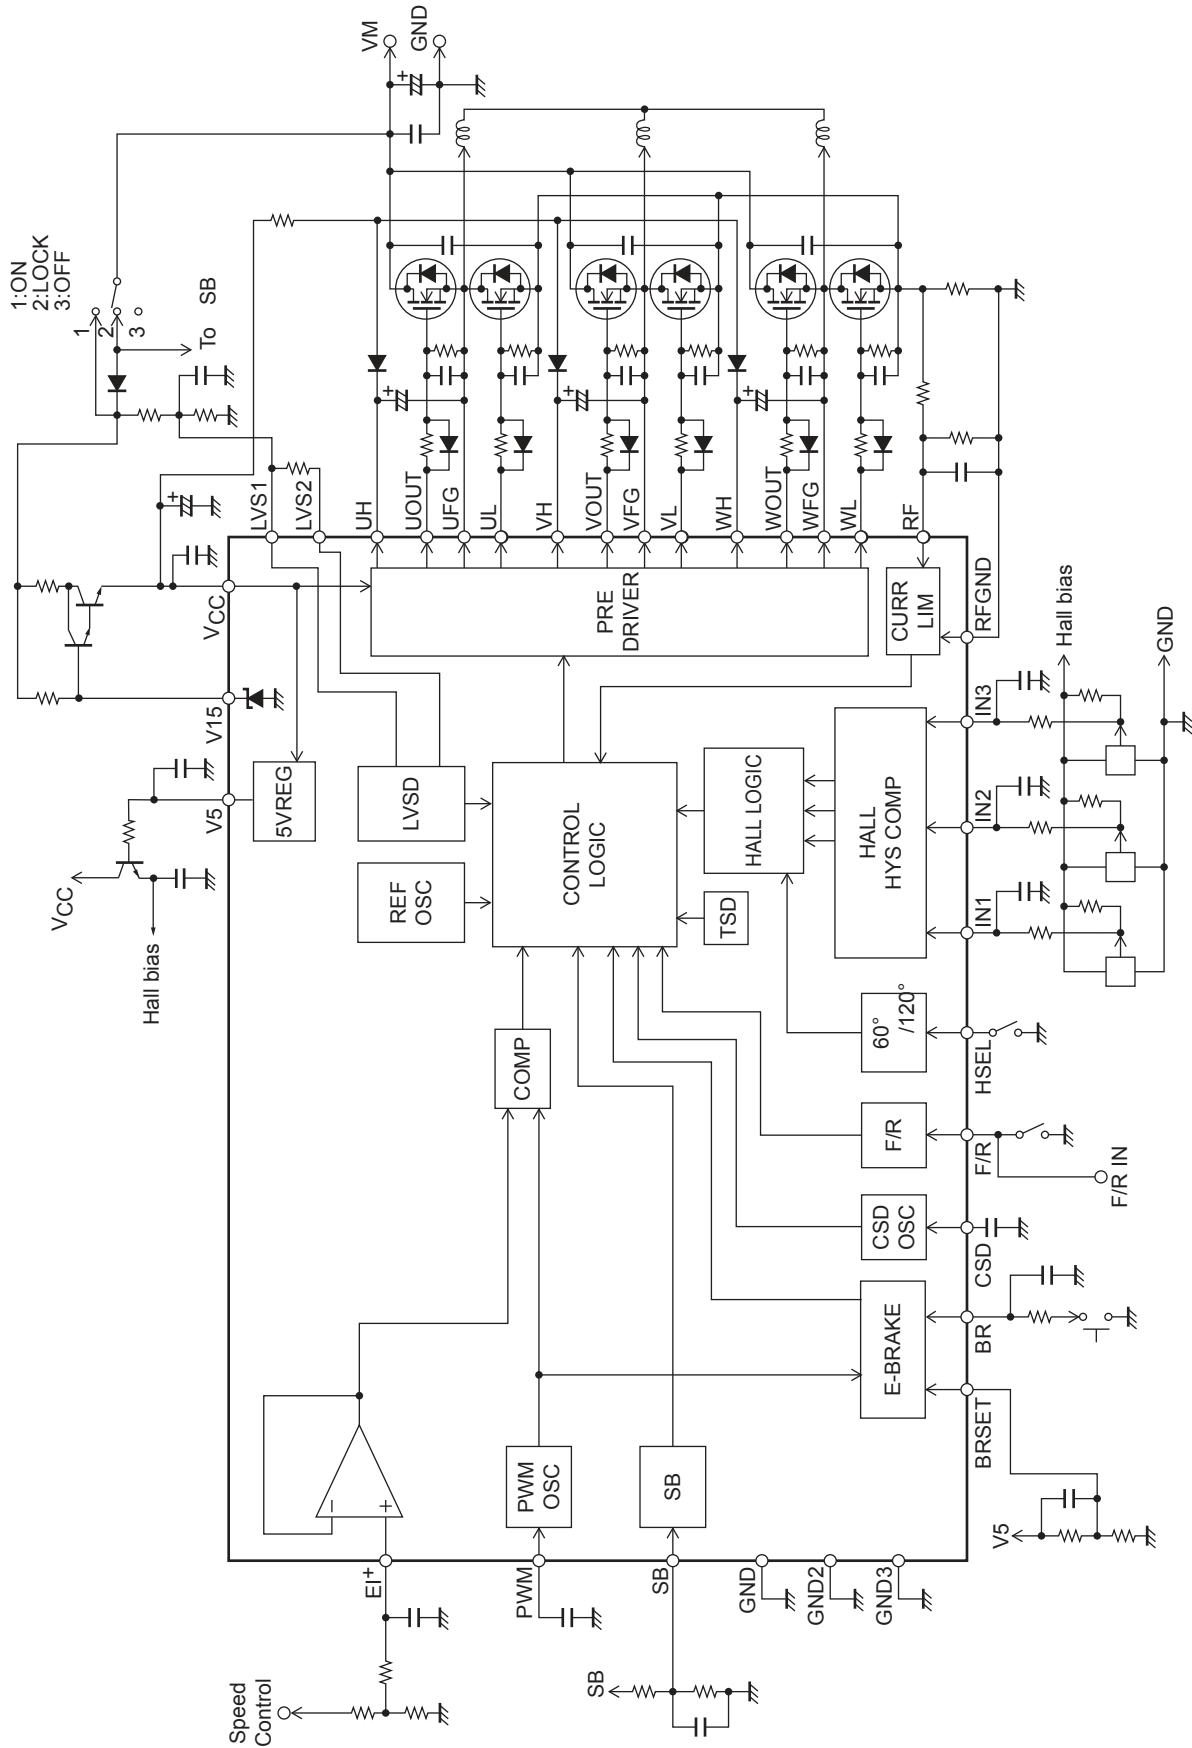 1:ON
2:LOCK
3:OFF
1
2
3
To SB
VM
GND
+
+
+
+
+
LVS1
LVS2
UH
UOUT
UFG
UL
VH
VOUT
VFG
VL
WH
WOUT
WFG
WL
RF
VCC
V15
V5
VCC
Hall bias
PRE
DRIVER
CURR
LIM
RFGND
5VREG
LVSD
REF
OSC
CONTROL
LOGIC
HALL LOGIC
TSD
HALL
HYS COMP
IN3
IN2
IN1
Hall bias
GND
COMP
60°
/120°
HSEL
F/R
F/R
F/R IN
CSD
OSC
CSD
E-BRAKE
BR
BRSET
V5
−
+
PWM
OSC
SB
EI+
PWM
SB
GND
GND2
GND3
Speed
Control
SB